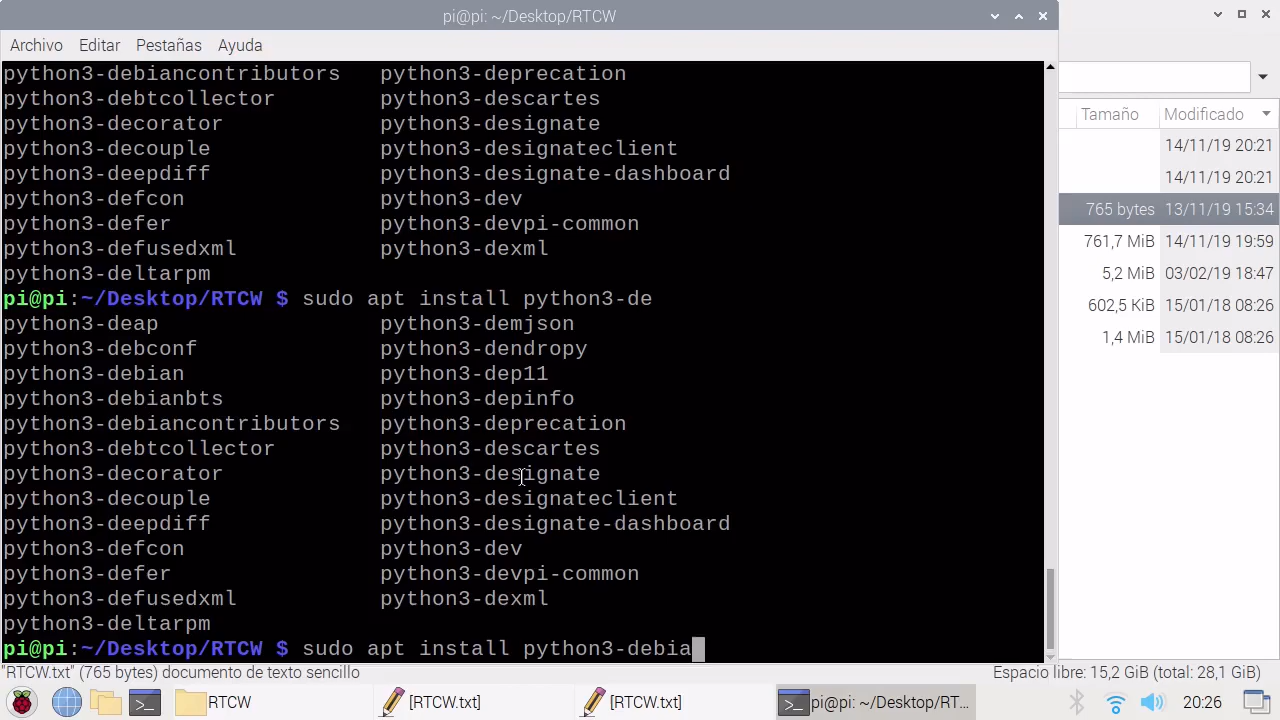 pi@pi: ~/Desktop/RTCW
Archivo Editar Pestañas Ayuda
python3-debiancontributors python3-deprecation
python3-debtcollector python3-descartes
python3-decorator python3-designate
python3-decouple python3-designateclient
python3-deepdiff python3-designate-dashboard
python3-defcon python3-dev
python3-defer python3-devpi-common
python3-defusedxml python3-dexml
python3-deltarpm
pi@pi:~/Desktop/RTCW $ sudo apt install python3-de
python3-deap python3-demjson
python3-debconf python3-dendropy
python3-debian python3-dep11
python3-debianbts python3-depinfo
python3-debiancontributors python3-deprecation
python3-debtcollector python3-descartes
python3-decorator python3-designate
python3-decouple python3-designateclient
python3-deepdiff python3-designate-dashboard
python3-defcon python3-dev
python3-defer python3-devpi-common
python3-defusedxml python3-dexml
python3-deltarpm
pi@pi:~/Desktop/RTCW $ sudo apt install python3-debia
Tamaño Modificado
14/11/19 20:21
14/11/19 20:21
765 bytes 13/11/19 15:34
761,7 MiB 14/11/19 19:59
5,2 MiB 03/02/19 18:47
602,5 KiB 15/01/18 08:26
1,4 MiB 15/01/18 08:26
"RTCW.txt" (765 bytes) documento de texto sencillo
Espacio libre: 15,2 GiB (total: 28,1 GiB)
RTCW
[RTCW.txt]
[RTCW.txt]
pi@pi: ~/Desktop/RT...
20:26